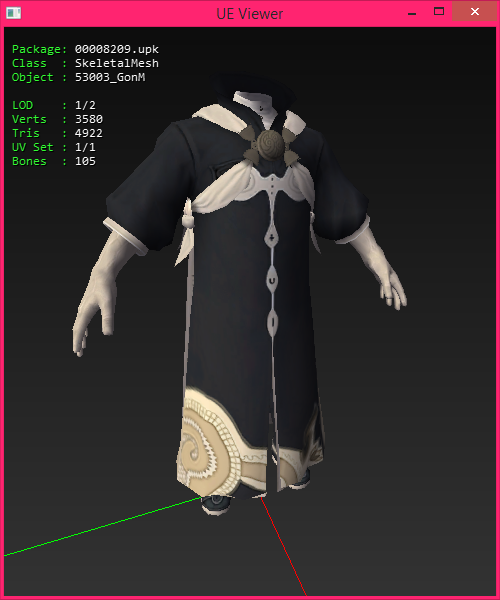 UE Viewer
Package: 00008209.upk
Class  : SkeletalMesh
Object : 53003_GonM
LOD    : 1/2
Verts  : 3580
Tris   : 4922
UV Set : 1/1
Bones  : 105